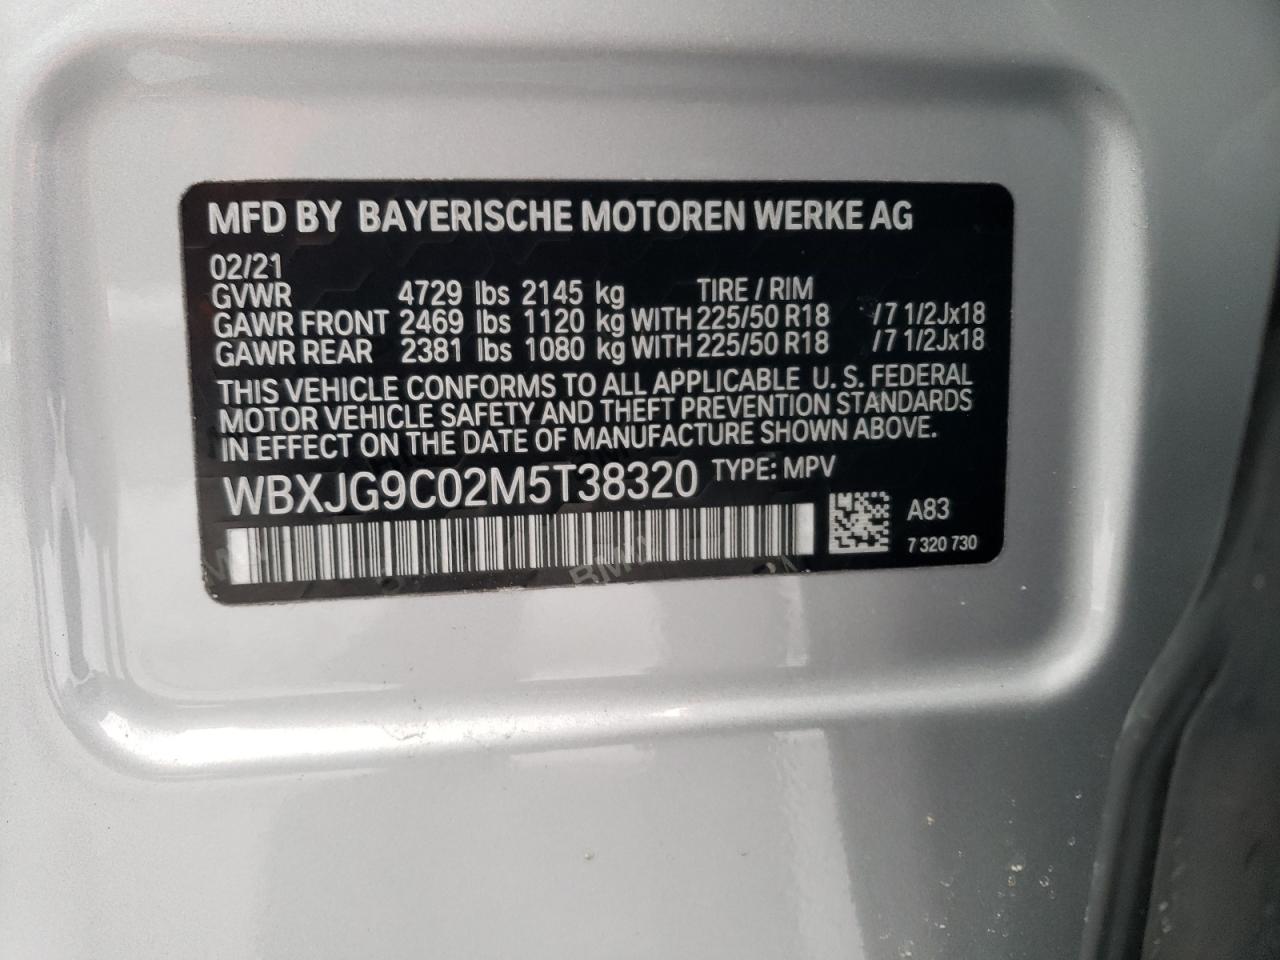 MFD BY BAYERISCHE MOTOREN WERKE AG
02/21
GVWR 4729 lbs 2145 kg TIRE / RIM
GAWR FRONT 2469 lbs 1120 kg WITH 225/50 R18 /7 1/2Jx18
GAWR REAR 2381 lbs 1080 kg WITH 225/50 R18 /7 1/2Jx18
THIS VEHICLE CONFORMS TO ALL APPLICABLE U. S. FEDERAL
MOTOR VEHICLE SAFETY AND THEFT PREVENTION STANDARDS
IN EFFECT ON THE DATE OF MANUFACTURE SHOWN ABOVE.
WBXJG9C02M5T38320 TYPE: MPV
A83
7 320 730
BMW